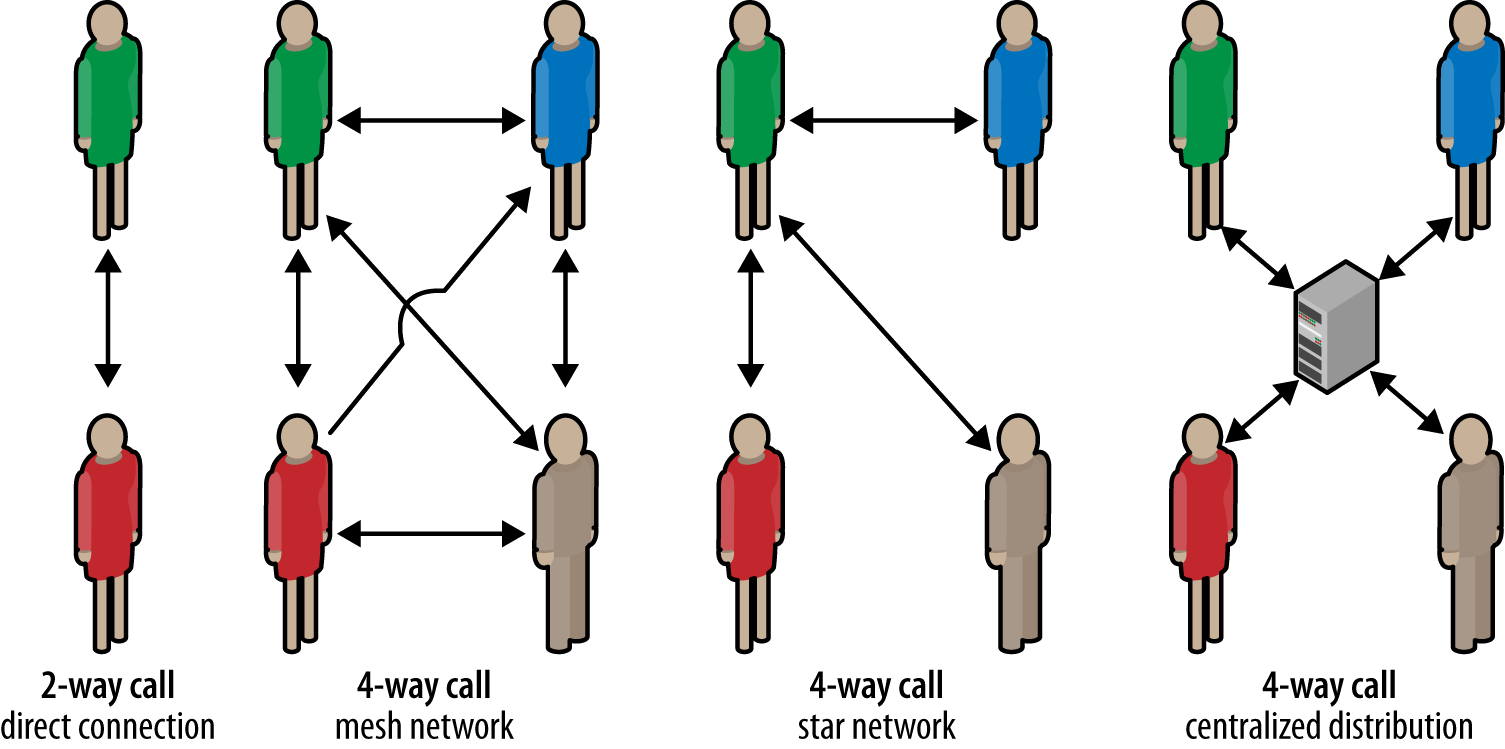 2-way call
direct connection
4-way call
mesh network
4-way call
star network
4-way call
centralized distribution